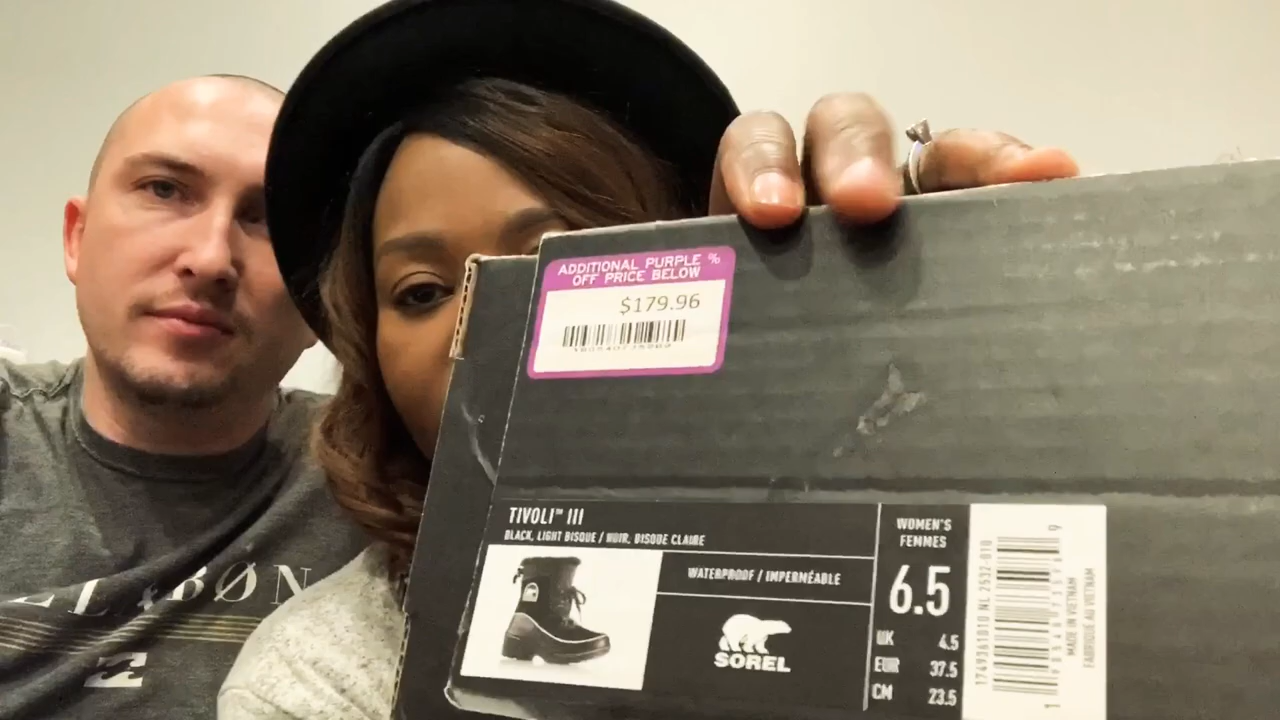 ADDITIONAL PURPLE %
OFF PRICE BELOW
$179.96
TIVOLI™ III
BLACK, LIGHT BISQUE / NOIR, BISQUE CLAIRE
WATERPROOF / IMPERMÉABLE
SOREL
WOMEN'S
FEMMES
6.5
UK 4.5
EUR 37.5
CM 23.5
MADE IN VIETNAM
FABRIQUÉ AU VIETNAM